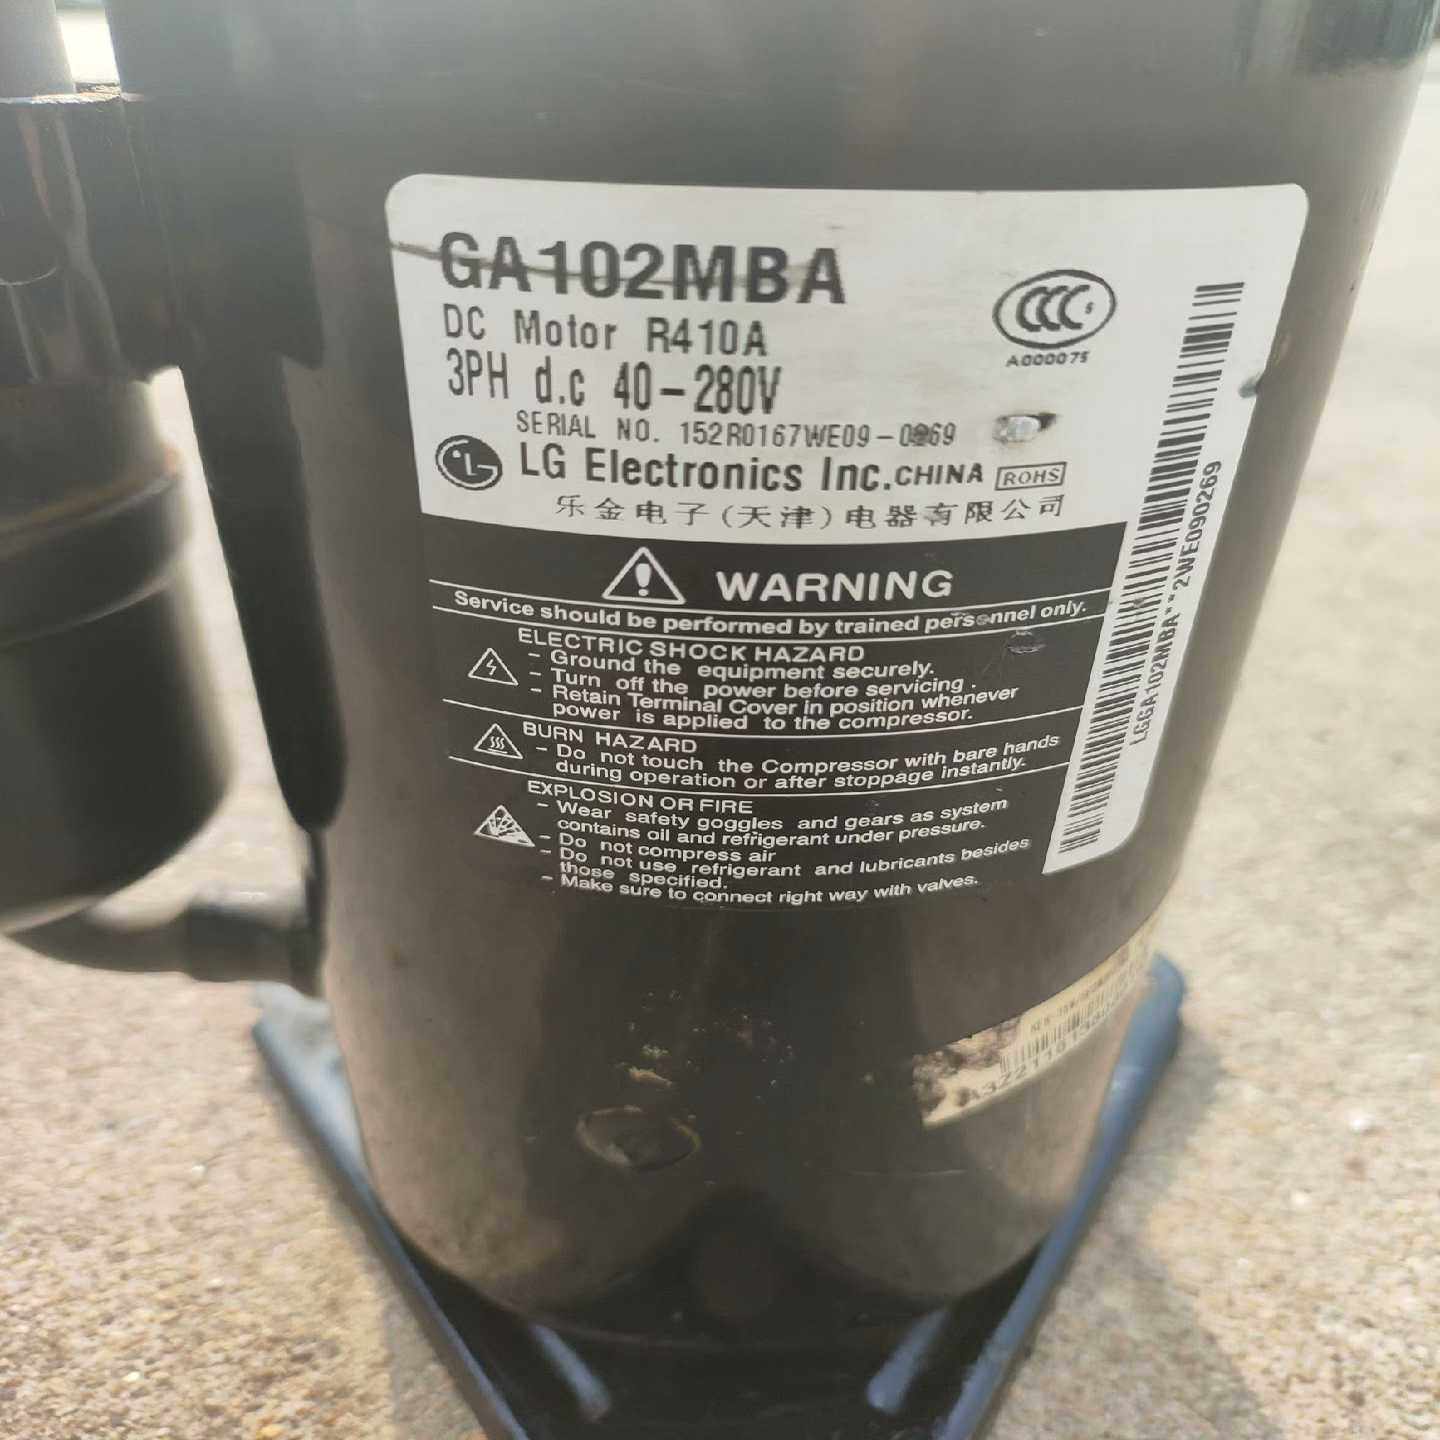 GA102MBA
DC Motor R410A
3PH d.c 40-280V
SERIAL NO. 152R0167WE09-0269
LG Electronics Inc.CHINA ROHS
乐金电子(天津)电器有限公司
CCC S
A000075
LGGA102MBA**2WE090269
WARNING
Service should be performed by trained personnel only.
ELECTRIC SHOCK HAZARD
- Ground the equipment securely.
- Turn off the power before servicing.
- Retain Terminal Cover in position whenever
power is applied to the compressor.
BURN HAZARD
- Do not touch the Compressor with bare hands
during operation or after stoppage instantly.
EXPLOSION OR FIRE
- Wear safety goggles and gears as system
contains oil and refrigerant under pressure.
- Do not compress air
- Do not use refrigerant and lubricants besides
those specified.
- Make sure to connect right way with valves.